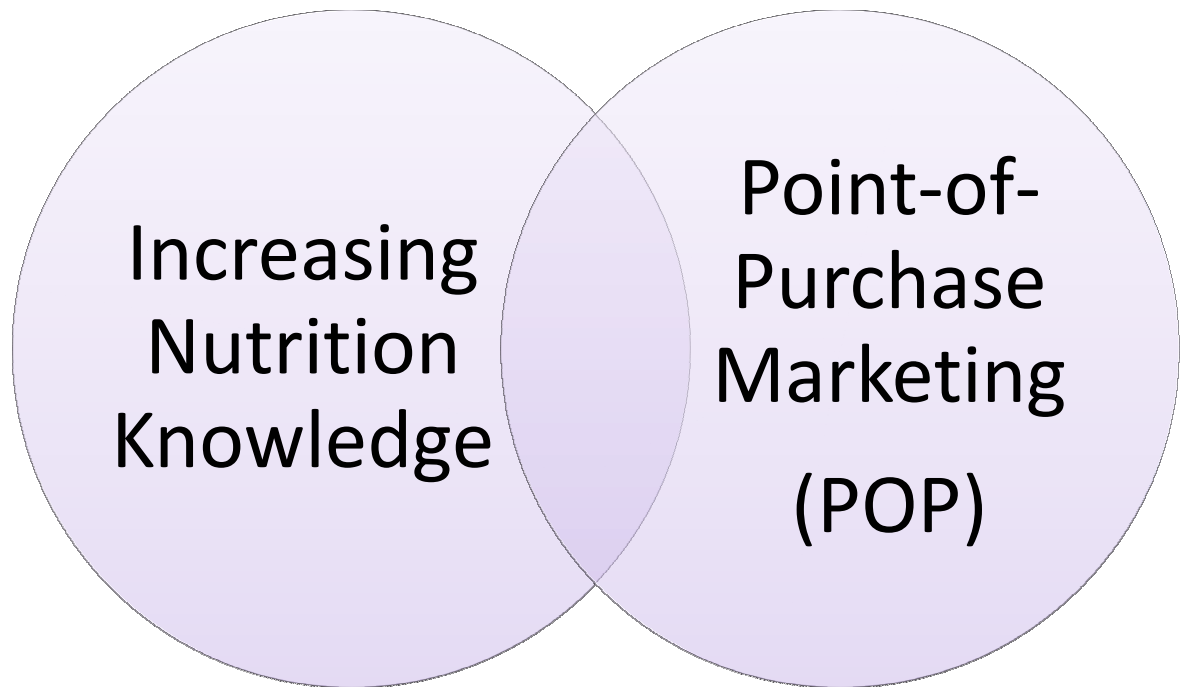 Increasing
Nutrition
Knowledge
Point-of-
Purchase
Marketing
(POP)